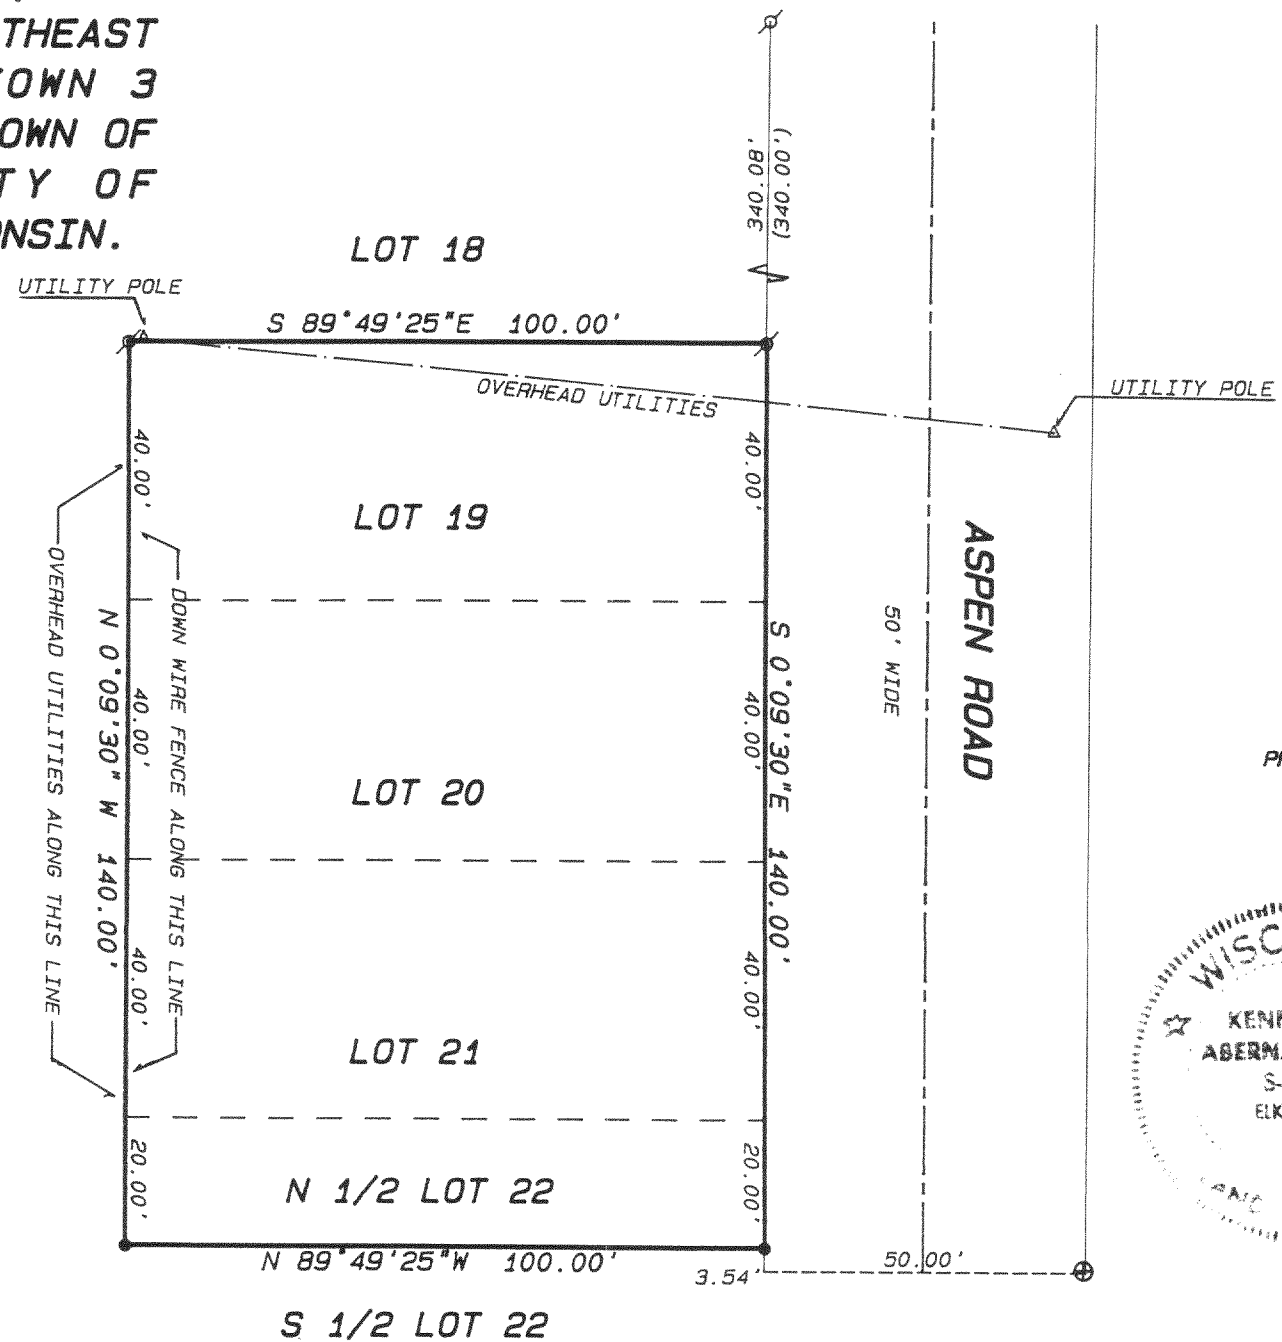 THEAST
TOWN 3
OWN OF
TY OF
ONSIN.
LOT 18
UTILITY POLE
S 89°49'25"E 100.00'
(340.00')
340.08'
OVERHEAD UTILITIES
UTILITY POLE
40.00'
40.00'
LOT 19
ASPEN ROAD
50' WIDE
OVERHEAD UTILITIES ALONG THIS LINE
DOWN WIRE FENCE ALONG THIS LINE
N 0°09'30" W 140.00'
S 0°09'30"E 140.00'
40.00'
40.00'
LOT 20
40.00'
40.00'
LOT 21
WISC
KEN
ABERM
S-
ELK
20.00'
20.00'
N 1/2 LOT 22
N 89°49'25"W 100.00'
3.54'
50.00'
S 1/2 LOT 22